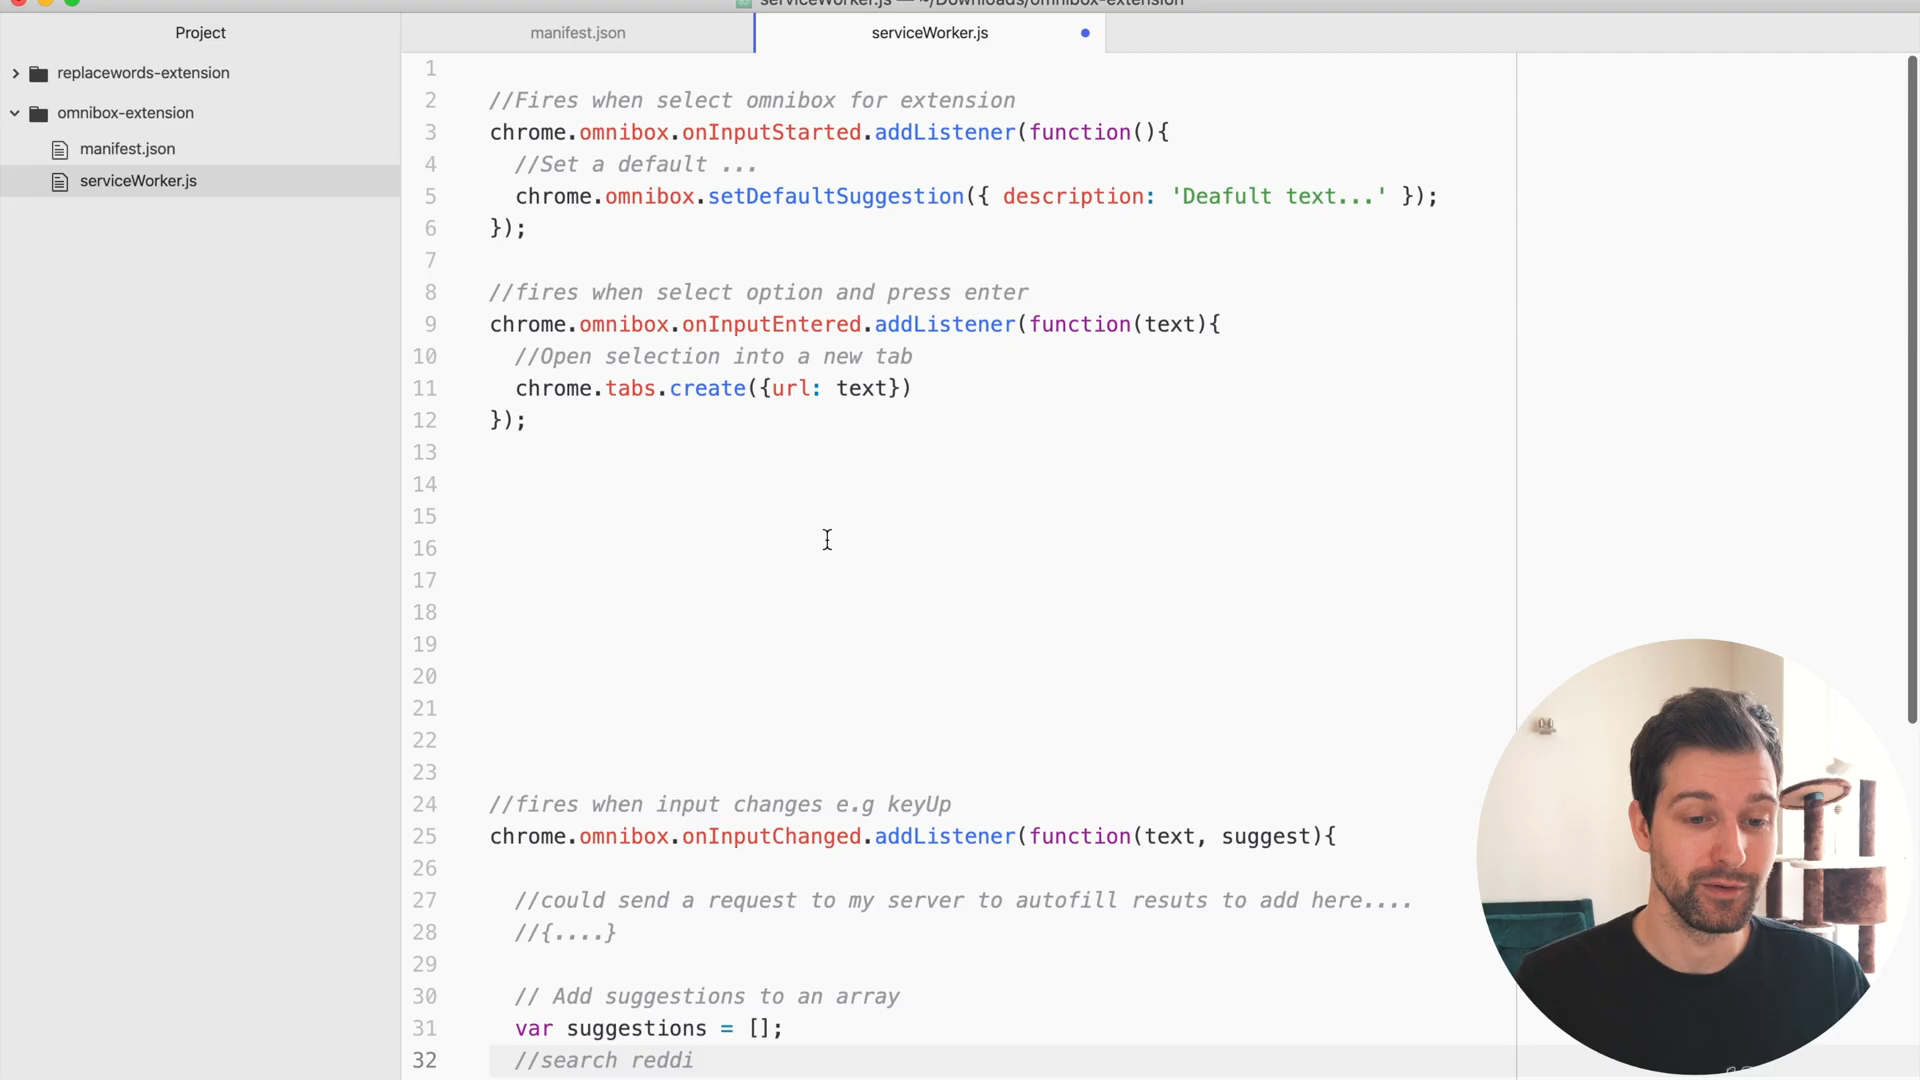 serviceWorker.js — ~/Downloads/omnibox-extension
Project
manifest.json
serviceWorker.js
replacewords-extension
omnibox-extension
manifest.json
serviceWorker.js
1
2 //Fires when select omnibox for extension
3 chrome.omnibox.onInputStarted.addListener(function(){
4 //Set a default ...
5 chrome.omnibox.setDefaultSuggestion({ description: 'Deafult text...' });
6 });
7
8 //fires when select option and press enter
9 chrome.omnibox.onInputEntered.addListener(function(text){
10 //Open selection into a new tab
11 chrome.tabs.create({url: text})
12 });
13
14
15
16
17
18
19
20
21
22
23
24 //fires when input changes e.g keyUp
25 chrome.omnibox.onInputChanged.addListener(function(text, suggest){
26
27 //could send a request to my server to autofill resuts to add here....
28 //{....}
29
30 // Add suggestions to an array
31 var suggestions = [];
32 //search reddi